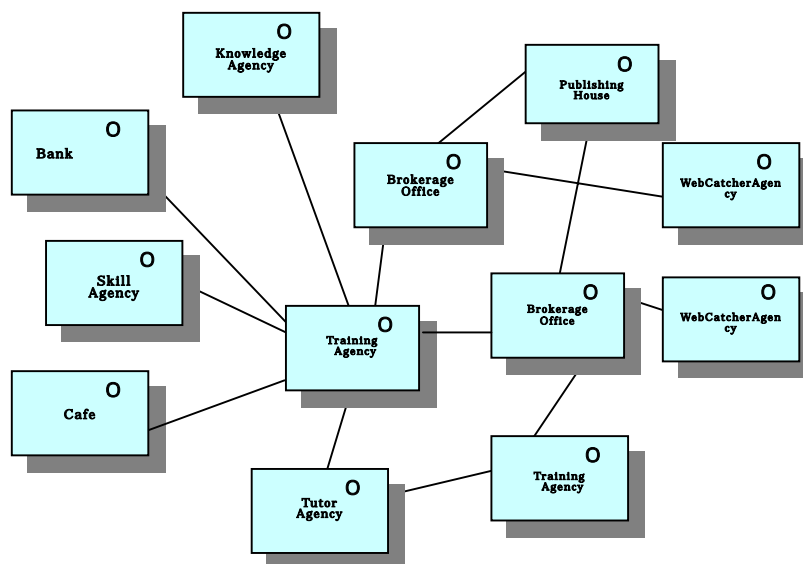 O
Knowledge
Agency
O
Publishing
House
O
Bank
O
Brokerage
Office
O
WebCatcherAgen
cy
O
Skill
Agency
O
Brokerage
Office
O
WebCatcherAgen
cy
O
Training
Agency
O
Cafe
O
Training
Agency
O
Tutor
Agency